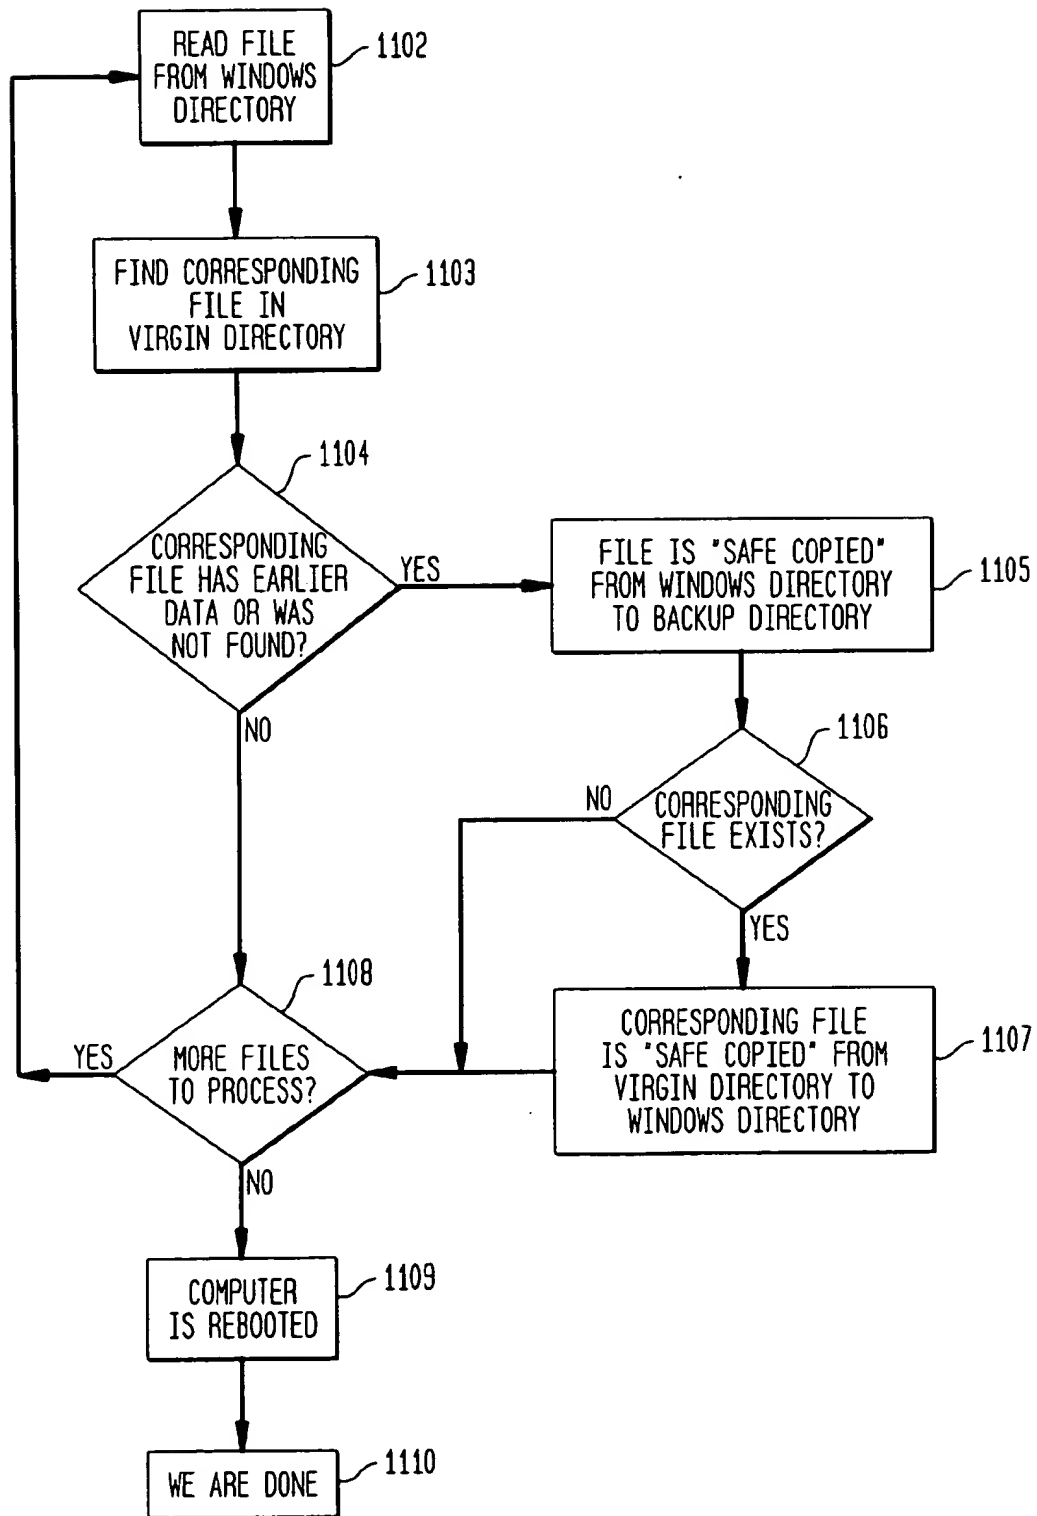 READ FILE
FROM WINDOWS
DIRECTORY
1102
FIND CORRESPONDING
FILE IN
VIRGIN DIRECTORY
1103
1104
CORRESPONDING
FILE HAS EARLIER
DATA OR WAS
NOT FOUND?
YES
NO
FILE IS "SAFE COPIED"
FROM WINDOWS DIRECTORY
TO BACKUP DIRECTORY
1105
1106
CORRESPONDING
FILE EXISTS?
NO
YES
CORRESPONDING FILE
IS "SAFE COPIED" FROM
VIRGIN DIRECTORY TO
WINDOWS DIRECTORY
1107
1108
MORE FILES
TO PROCESS?
YES
NO
COMPUTER
IS REBOOTED
1109
WE ARE DONE
1110